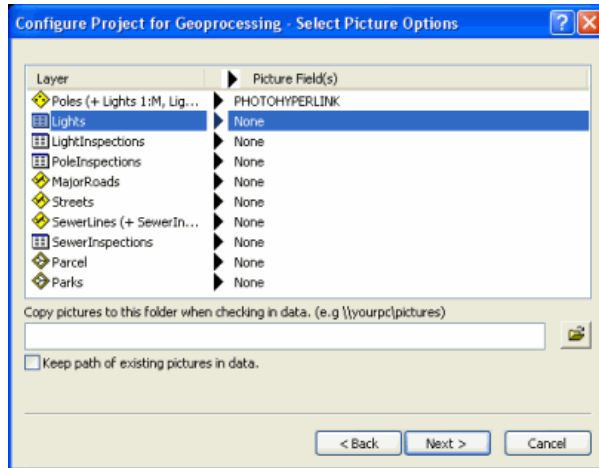 Configure Project for Geoprocessing - Select Picture Options
Layer Picture Field(s)
Poles (+ Lights 1:M, Lig... PHOTOHYPERLINK
Lights None
LightInspections None
PoleInspections None
MajorRoads None
Streets None
SewerLines (+ SewerIn... None
SewerInspections None
Parcel None
Parks None
Copy pictures to this folder when checking in data. (e.g \\yourpc\pictures)
Keep path of existing pictures in data.
< Back Next > Cancel